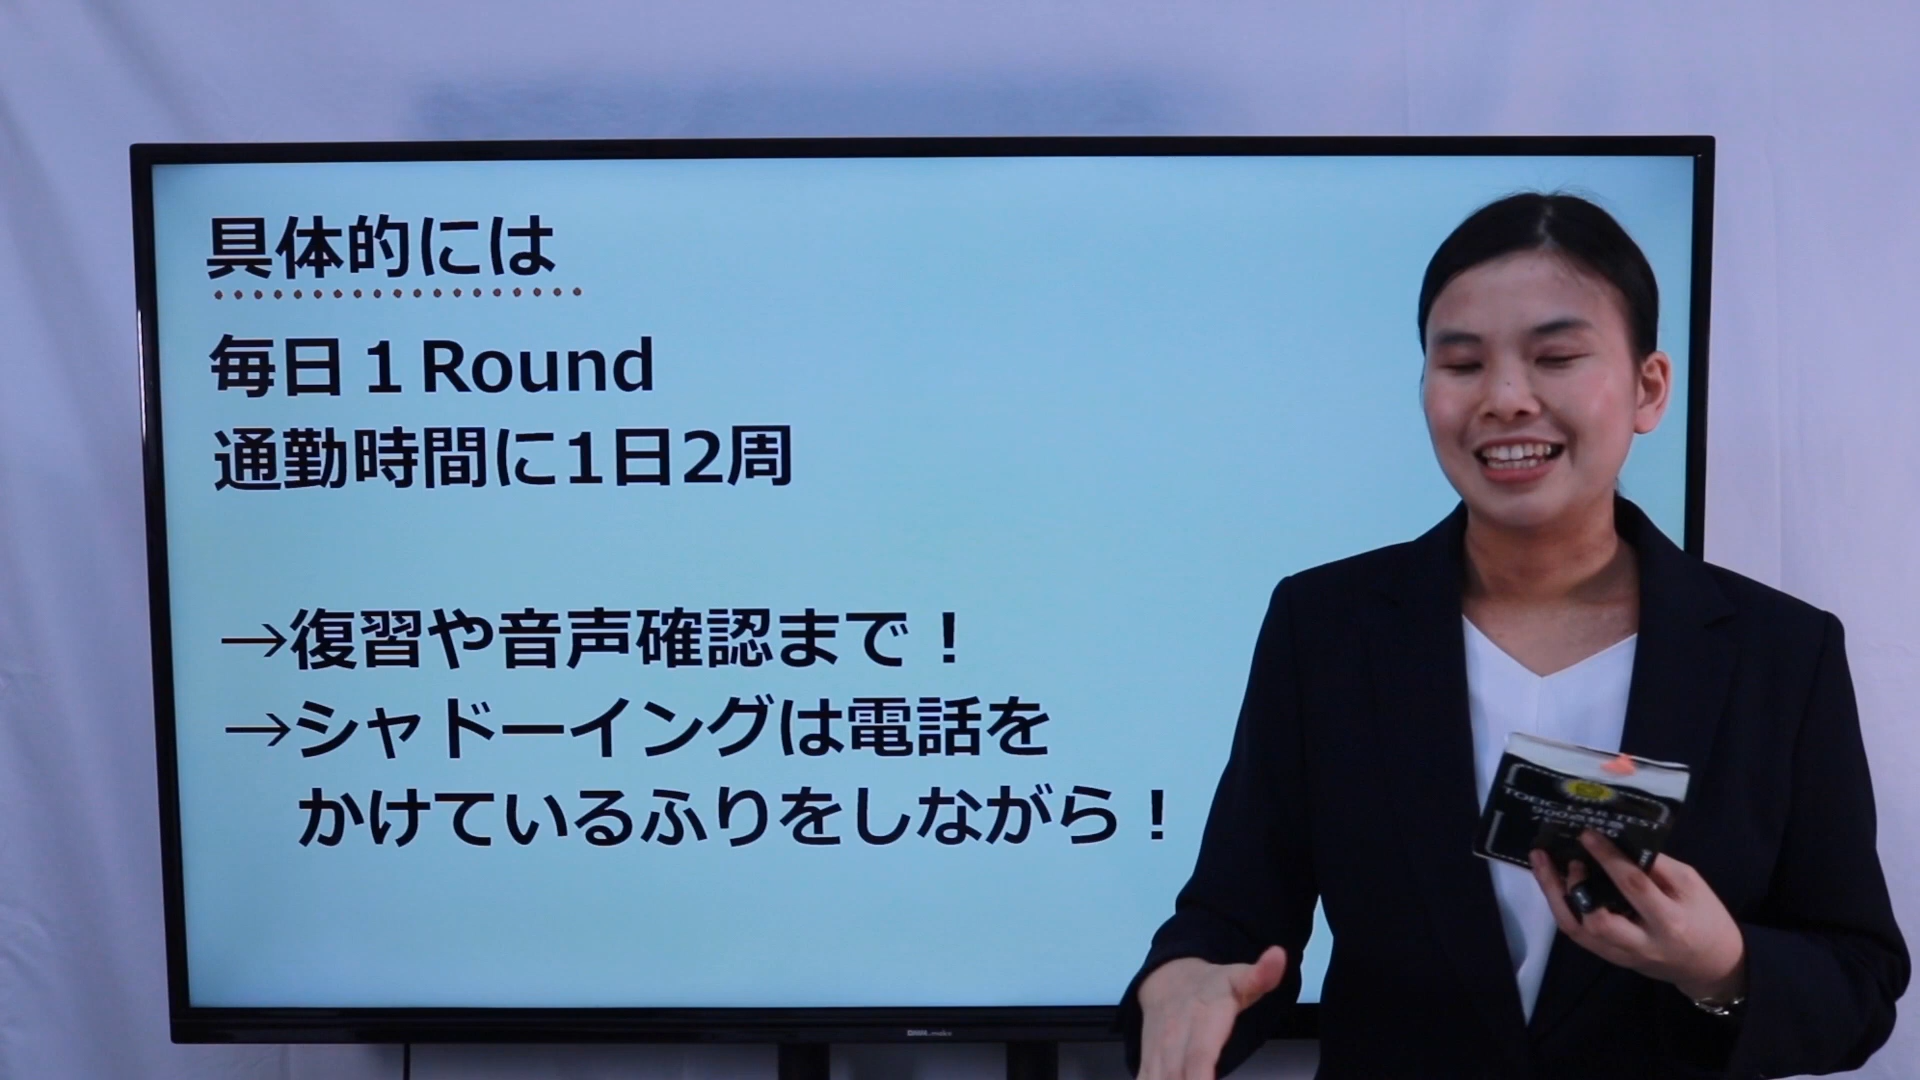 具体的には
毎日１Round
通勤時間に1日2周
→復習や音声確認まで！
→シャドーイングは電話を
かけているふりをしながら！
TOEIC L&R TEST